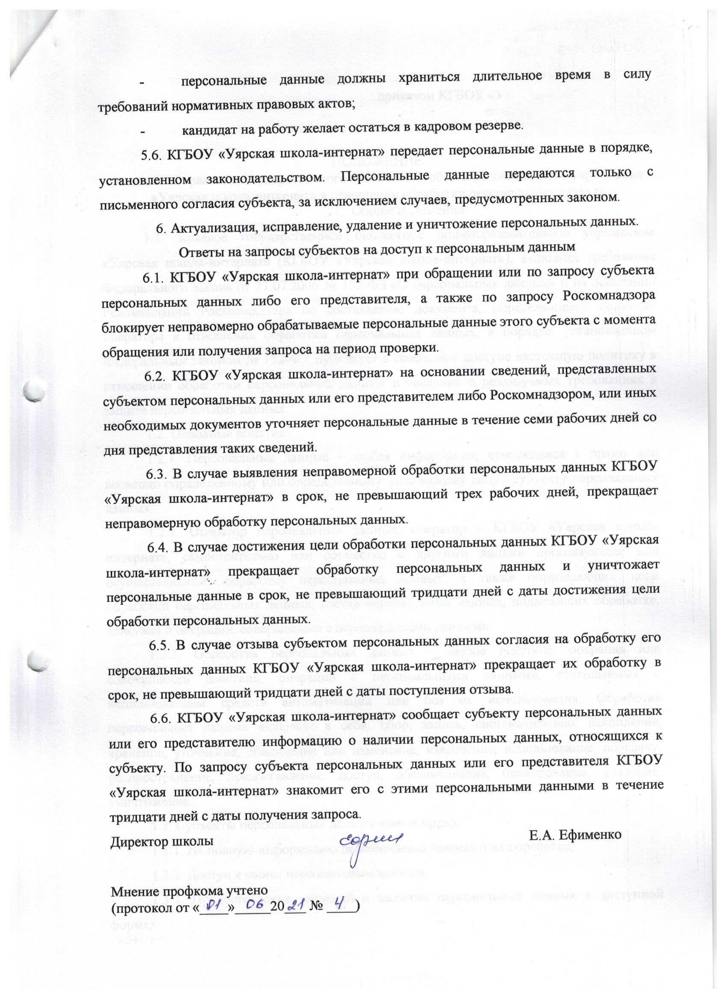 - персональные данные должны храниться длительное время в силу
требований нормативных правовых актов;
- кандидат на работу желает остаться в кадровом резерве.
5.6. КГБОУ «Уярская школа-интернат» передает персональные данные в порядке,
установленном законодательством. Персональные данные передаются только с
письменного согласия субъекта, за исключением случаев, предусмотренных законом.
6. Актуализация, исправление, удаление и уничтожение персональных данных.
Ответы на запросы субъектов на доступ к персональным данным
6.1. КГБОУ «Уярская школа-интернат» при обращении или по запросу субъекта
персональных данных либо его представителя, а также по запросу Роскомнадзора
блокирует неправомерно обрабатываемые персональные данные этого субъекта с момента
обращения или получения запроса на период проверки.
6.2. КГБОУ «Уярская школа-интернат» на основании сведений, представленных
субъектом персональных данных или его представителем либо Роскомнадзором, или иных
необходимых документов уточняет персональные данные в течение семи рабочих дней со
дня представления таких сведений.
6.3. В случае выявления неправомерной обработки персональных данных КГБОУ
«Уярская школа-интернат» в срок, не превышающий трех рабочих дней, прекращает
неправомерную обработку персональных данных.
6.4. В случае достижения цели обработки персональных данных КГБОУ «Уярская
школа-интернат» прекращает обработку персональных данных и уничтожает
персональные данные в срок, не превышающий тридцати дней с даты достижения цели
обработки персональных данных.
6.5. В случае отзыва субъектом персональных данных согласия на обработку его
персональных данных КГБОУ «Уярская школа-интернат» прекращает их обработку в
срок, не превышающий тридцати дней с даты поступления отзыва.
6.6. КГБОУ «Уярская школа-интернат» сообщает субъекту персональных данных
или его представителю информацию о наличии персональных данных, относящихся к
субъекту. По запросу субъекта персональных данных или его представителя КГБОУ
«Уярская школа-интернат» знакомит его с этими персональными данными в течение
тридцати дней с даты получения запроса.
Директор школы Е.А. Ефименко
Мнение профкома учтено
(протокол от «01» 06 2021 № 4)